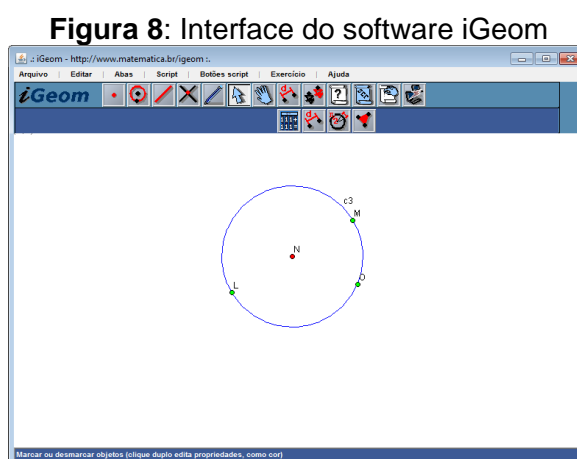 Figura 8: Interface do software iGeom
.: iGeom - http://www.matematica.br/igeom :.
Arquivo | Editar | Abas | Script | Botões script | Exercício | Ajuda
iGeom
c3
M
N
O
L
Marcar ou desmarcar objetos (clique duplo edita propriedades, como cor)